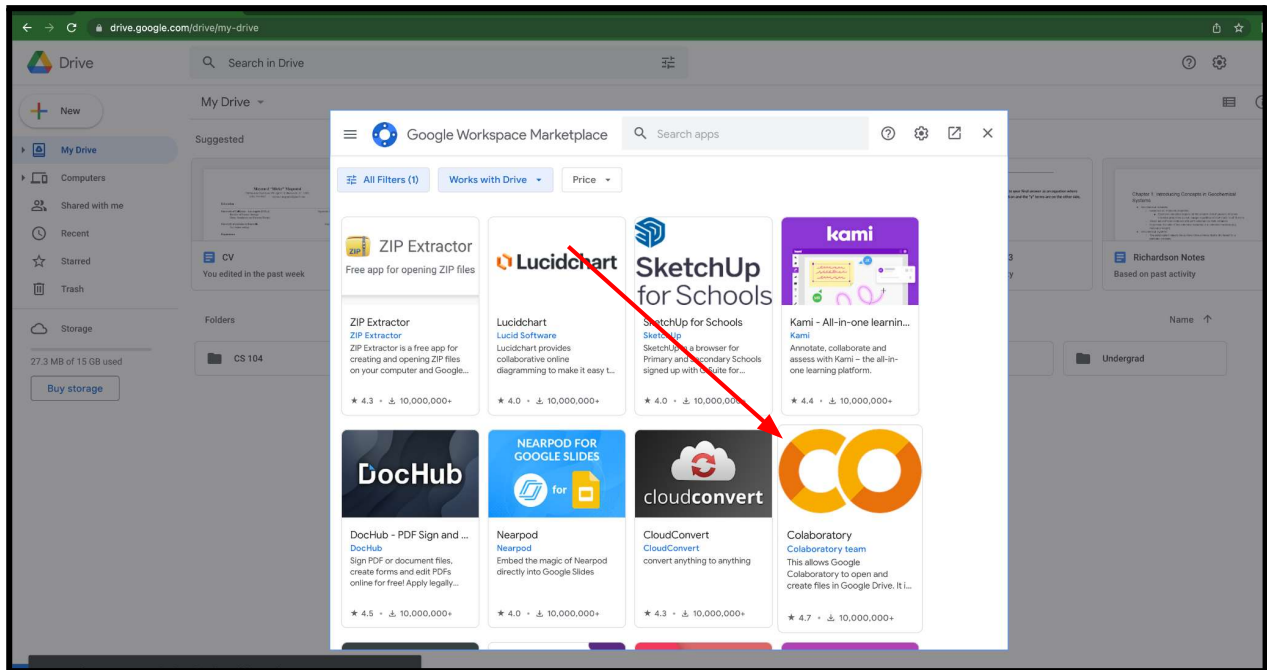 drive.google.com/drive/my-drive
Drive
Search in Drive
New
My Drive
My Drive
Computers
Shared with me
Recent
Starred
Trash
Storage
27.3 MB of 15 GB used
Buy storage
Suggested
CV
You edited in the past week
Folders
CS 104
Google Workspace Marketplace
Search apps
All Filters (1)
Works with Drive
Price
ZIP
ZIP Extractor
Free app for opening ZIP files
ZIP Extractor
ZIP Extractor
ZIP Extractor is a free app for
creating and opening ZIP files
on your computer and Google...
★ 4.3 • 10,000,000+
Lucidchart
Lucidchart
Lucid Software
Lucidchart provides
collaborative online
diagramming to make it easy t...
★ 4.0 • 10,000,000+
SketchUp
for Schools
SketchUp for Schools
SketchUp
SketchUp is a browser for
Primary and Secondary Schools
signed up with G Suite for...
★ 4.0 • 10,000,000+
kami
Kami - All-in-one learnin...
Kami
Annotate, collaborate and
assess with Kami – the all-in-
one learning platform.
★ 4.4 • 10,000,000+
DocHub
DocHub - PDF Sign and ...
DocHub
Sign PDF or document files,
create forms and edit PDFs
online for free! Apply legally...
★ 4.5 • 10,000,000+
NEARPOD FOR
GOOGLE SLIDES
for
Nearpod
Nearpod
Embed the magic of Nearpod
directly into Google Slides
★ 4.0 • 10,000,000+
cloudconvert
CloudConvert
CloudConvert
convert anything to anything
★ 4.3 • 10,000,000+
Colaboratory
Colaboratory team
This allows Google
Colaboratory to open and
create files in Google Drive. It i...
★ 4.7 • 10,000,000+
3
Richardson Notes
Based on past activity
Name
Undergrad